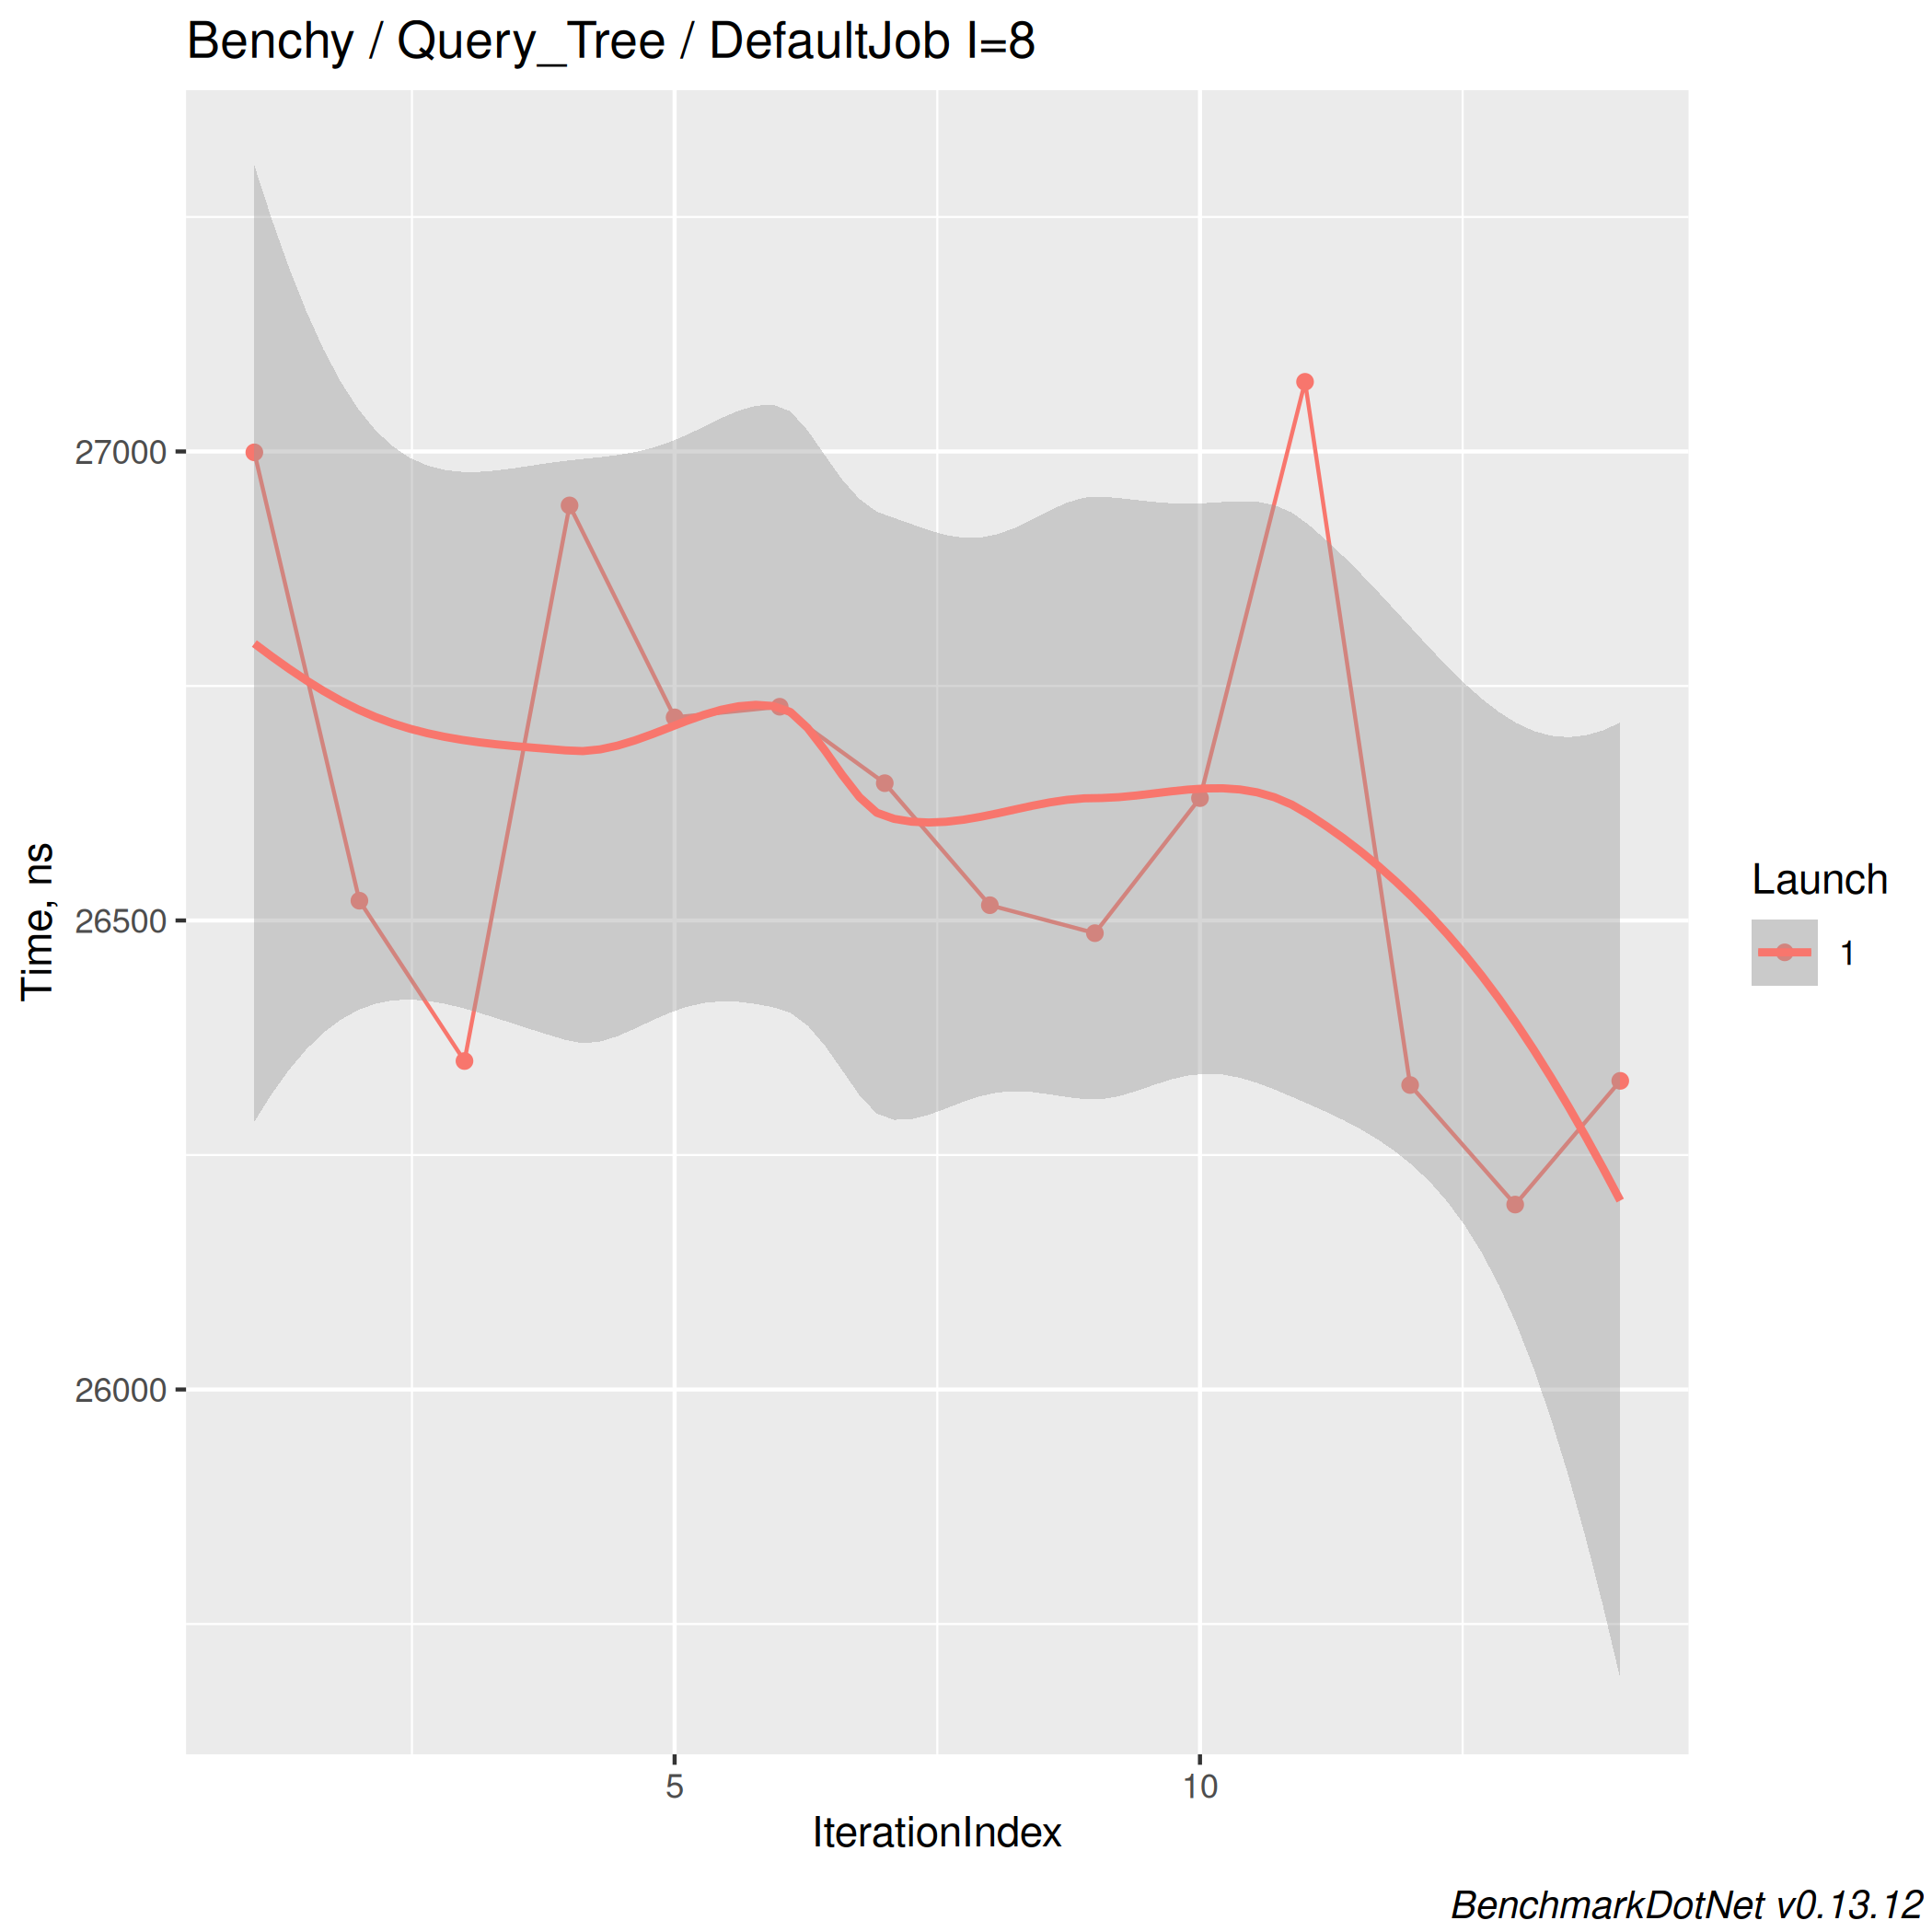 Benchy / Query_Tree / DefaultJob I=8
Time, ns
27000
26500
26000
5
10
IterationIndex
Launch
1
BenchmarkDotNet v0.13.12